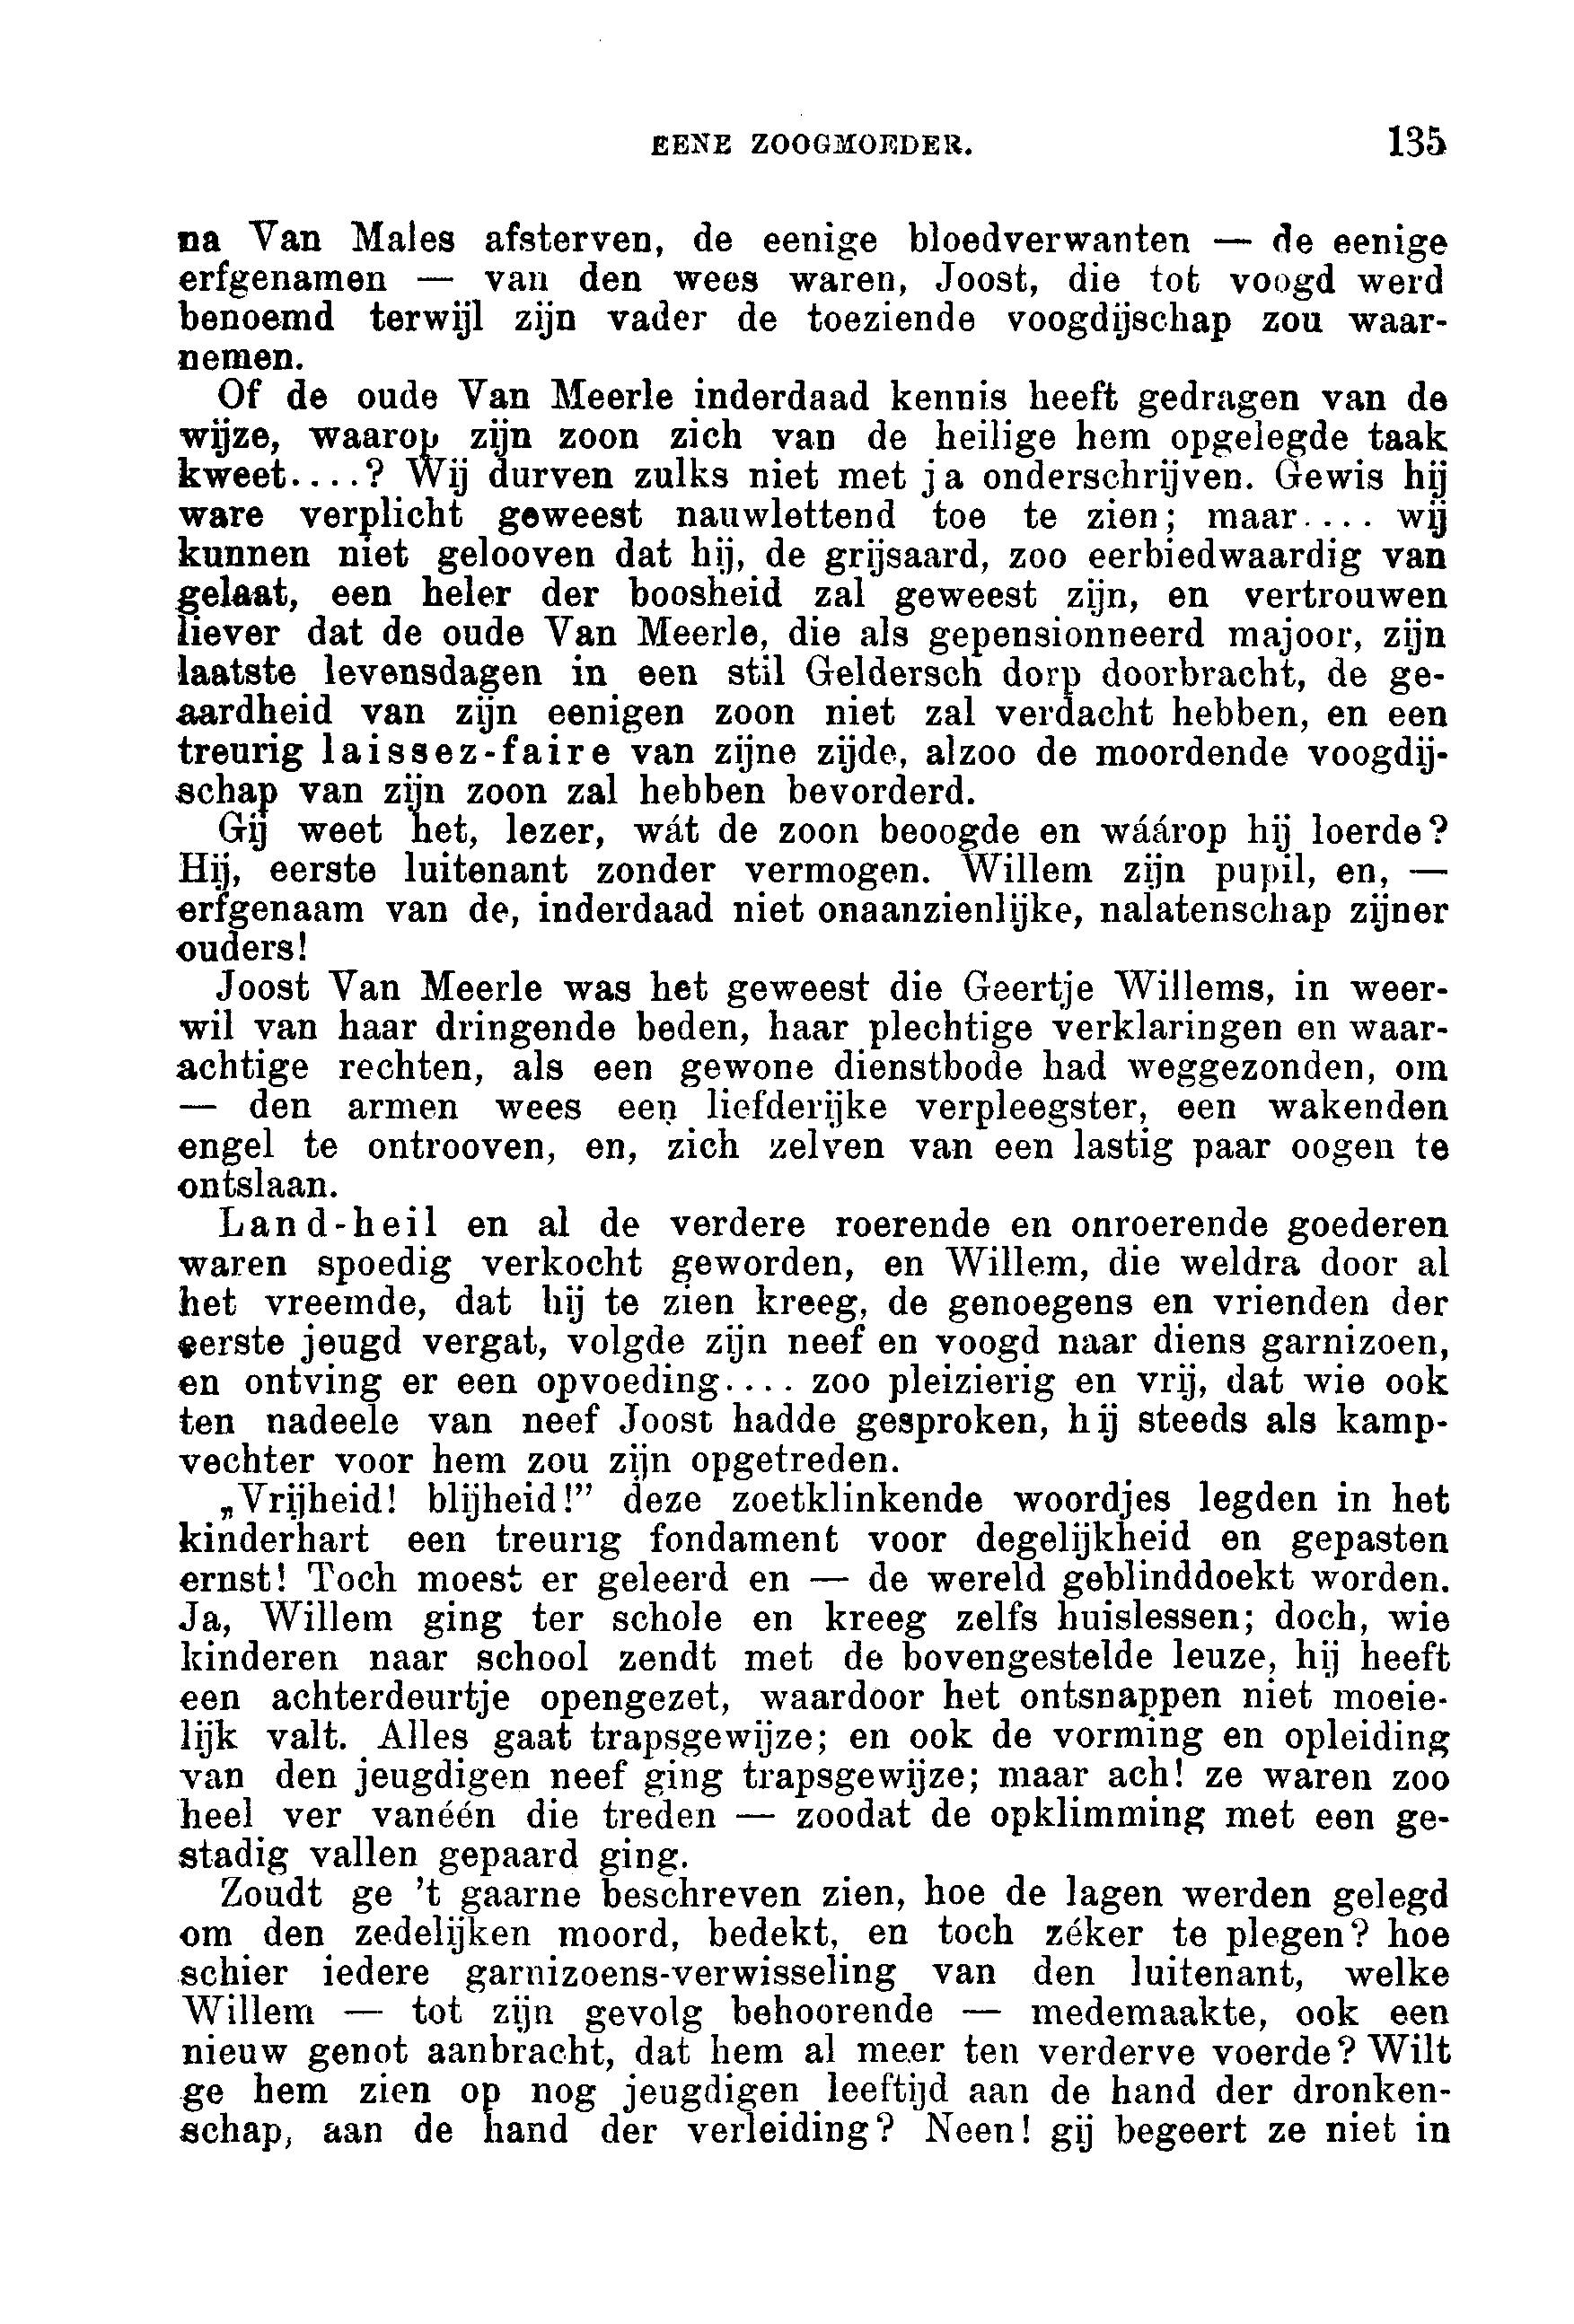 EENE ZOOGMOEDER. 135
na Van Males afsterven, de eenige bloedverwanten — de eenige
erfgenamen — van den wees waren, Joost, die tot voogd werd
benoemd terwijl zijn vader de toeziende voogdijschap zou waar-
nemen.
Of de oude Van Meerle inderdaad kennis heeft gedragen van de
wijze, waarop zijn zoon zich van de heilige hem opgelegde taak
kweet....? Wij durven zulks niet met ja onderschrijven. Gewis hij
ware verplicht geweest nauwlettend toe te zien; maar.... wij
kunnen niet gelooven dat hij, de grijsaard, zoo eerbiedwaardig van
gelaat, een heler der boosheid zal geweest zijn, en vertrouwen
liever dat de oude Van Meerle, die als gepensionneerd majoor, zijn
laatste levensdagen in een stil Geldersch dorp doorbracht, de ge-
aardheid van zijn eenigen zoon niet zal verdacht hebben, en een
treurig laissez-faire van zijne zijde, alzoo de moordende voogdij-
schap van zijn zoon zal hebben bevorderd.
Gij weet het, lezer, wát de zoon beoogde en wáárop hij loerde?
Hij, eerste luitenant zonder vermogen. Willem zijn pupil, en, —
erfgenaam van de, inderdaad niet onaanzienlijke, nalatenschap zijner
ouders!
Joost Van Meerle was het geweest die Geertje Willems, in weer-
wil van haar dringende beden, haar plechtige verklaringen en waar-
achtige rechten, als een gewone dienstbode had weggezonden, om
— den armen wees een liefderijke verpleegster, een wakenden
engel te ontrooven, en, zich zelven van een lastig paar oogen te
ontslaan.
Land-heil en al de verdere roerende en onroerende goederen
waren spoedig verkocht geworden, en Willem, die weldra door al
het vreemde, dat hij te zien kreeg, de genoegens en vrienden der
eerste jeugd vergat, volgde zijn neef en voogd naar diens garnizoen,
en ontving er een opvoeding.... zoo pleizierig en vrij, dat wie ook
ten nadeele van neef Joost hadde gesproken, hij steeds als kamp-
vechter voor hem zou zijn opgetreden.
„Vrijheid! blijheid!” deze zoetklinkende woordjes legden in het
kinderhart een treurig fondament voor degelijkheid en gepasten
ernst! Toch moest er geleerd en — de wereld geblinddoekt worden.
Ja, Willem ging ter schole en kreeg zelfs huislessen; doch, wie
kinderen naar school zendt met de bovengestelde leuze, hij heeft
een achterdeurtje opengezet, waardoor het ontsnappen niet moeie-
lijk valt. Alles gaat trapsgewijze; en ook de vorming en opleiding
van den jeugdigen neef ging trapsgewijze; maar ach! ze waren zoo
heel ver vanéén die treden — zoodat de opklimming met een ge-
stadig vallen gepaard ging.
Zoudt ge 't gaarne beschreven zien, hoe de lagen werden gelegd
om den zedelijken moord, bedekt, en toch zéker te plegen? hoe
schier iedere garnizoens-verwisseling van den luitenant, welke
Willem — tot zijn gevolg behoorende — medemaakte, ook een
nieuw genot aanbracht, dat hem al meer ten verderve voerde? Wilt
ge hem zien op nog jeugdigen leeftijd aan de hand der dronken-
schap, aan de hand der verleiding? Neen! gij begeert ze niet in